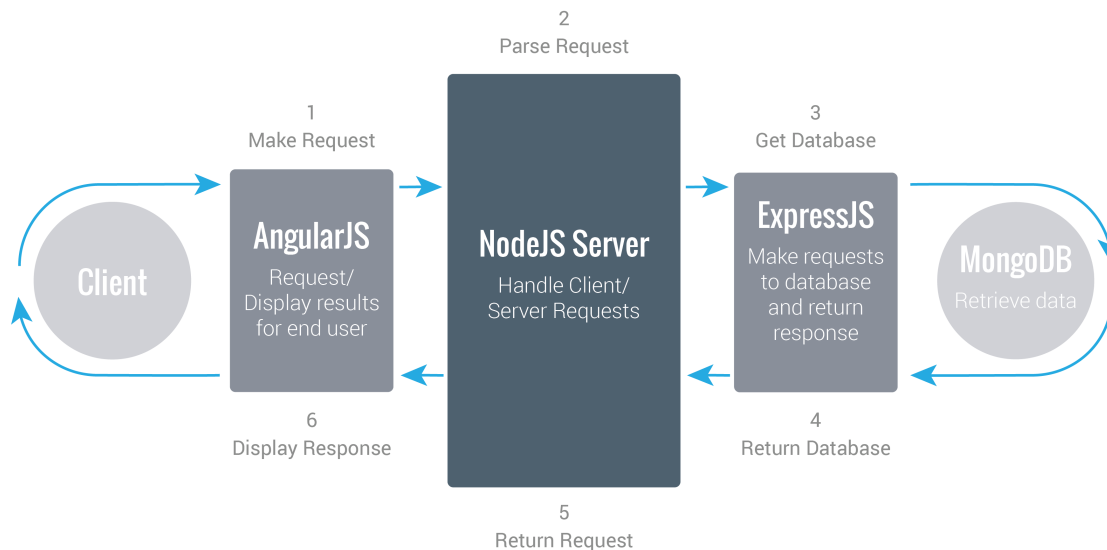 2
Parse Request
1
Make Request
3
Get Database
Client
AngularJS
Request/
Display results
for end user
NodeJS Server
Handle Client/
Server Requests
ExpressJS
Make requests
to database
and return
response
MongoDB
Retrieve data
6
Display Response
4
Return Database
5
Return Request